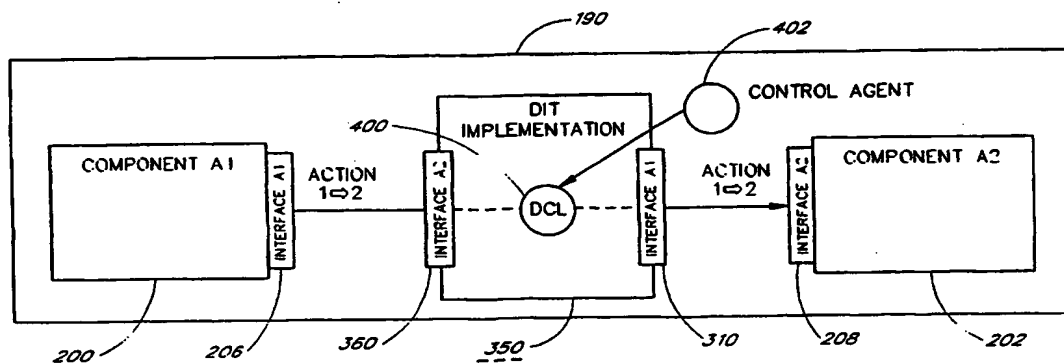 190
402
CONTROL AGENT
DIT
IMPLEMENTATION
400
COMPONENT A1
INTERFACE A1
ACTION
1⇨2
INTERFACE A2
DCL
INTERFACE A1
ACTION
1⇨2
INTERFACE A2
COMPONENT A2
200
206
360
350
310
208
202